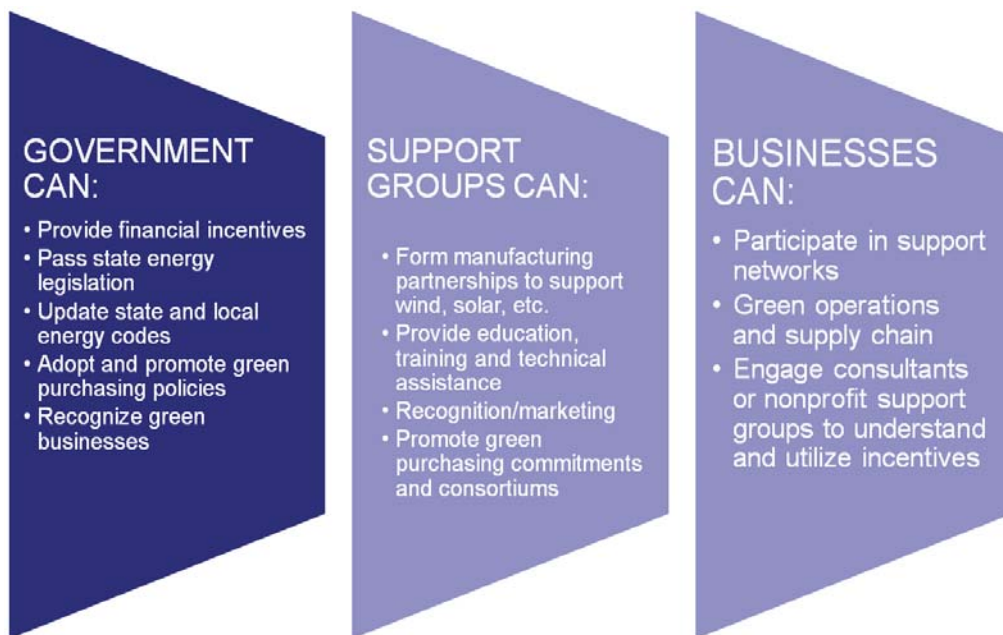 GOVERNMENT
CAN:
• Provide financial incentives
• Pass state energy
legislation
• Update state and local
energy codes
• Adopt and promote green
purchasing policies
• Recognize green
businesses
SUPPORT
GROUPS CAN:
• Form manufacturing
partnerships to support
wind, solar, etc.
• Provide education,
training and technical
assistance
• Recognition/marketing
• Promote green
purchasing commitments
and consortiums
BUSINESSES
CAN:
• Participate in support
networks
• Green operations
and supply chain
• Engage consultants
or nonprofit support
groups to understand
and utilize incentives